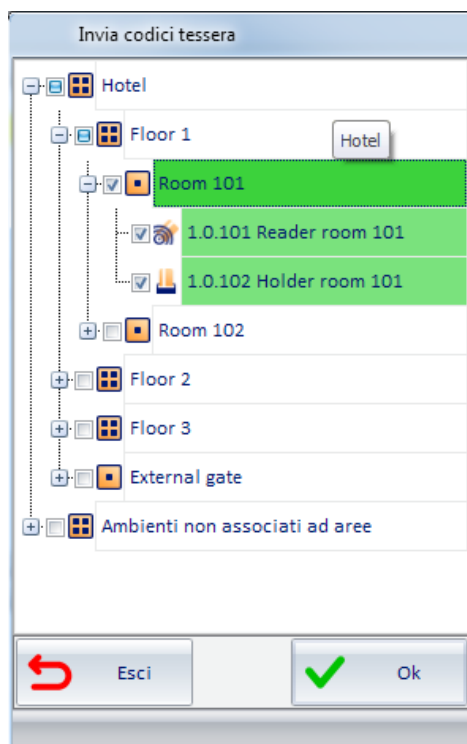 Invia codici tessera
Hotel
Floor 1
Hotel
Room 101
1.0.101 Reader room 101
1.0.102 Holder room 101
Room 102
Floor 2
Floor 3
External gate
Ambienti non associati ad aree
Esci
Ok